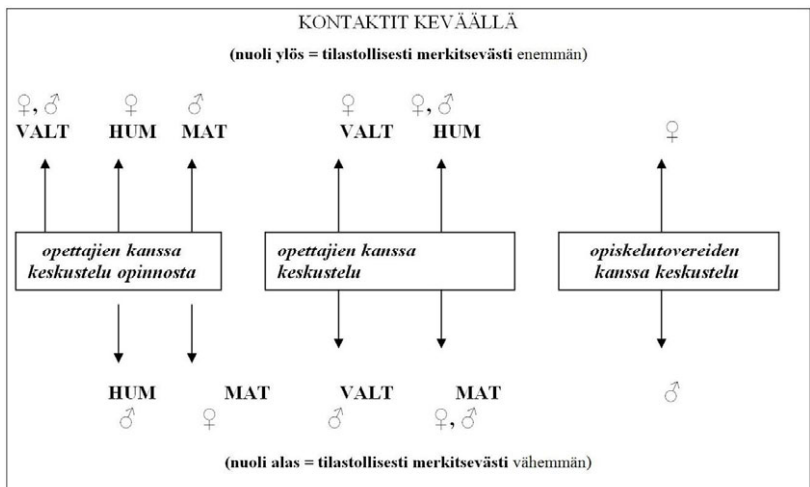 KONTAKTIT KEVÄÄLLÄ
(nuoli ylös = tilastollisesti merkitsevästi enemmän)
♀, ♂ ♀ ♂ ♀ ♀, ♂
VALT HUM MAT VALT HUM ♀
opettajien kanssa
keskustelu opinnosta
opettajien kanssa
keskustelu
opiskelutovereiden
kanssa keskustelu
HUM MAT VALT MAT ♂
♂ ♀ ♂ ♀, ♂
(nuoli alas = tilastollisesti merkitsevästi vähemmän)